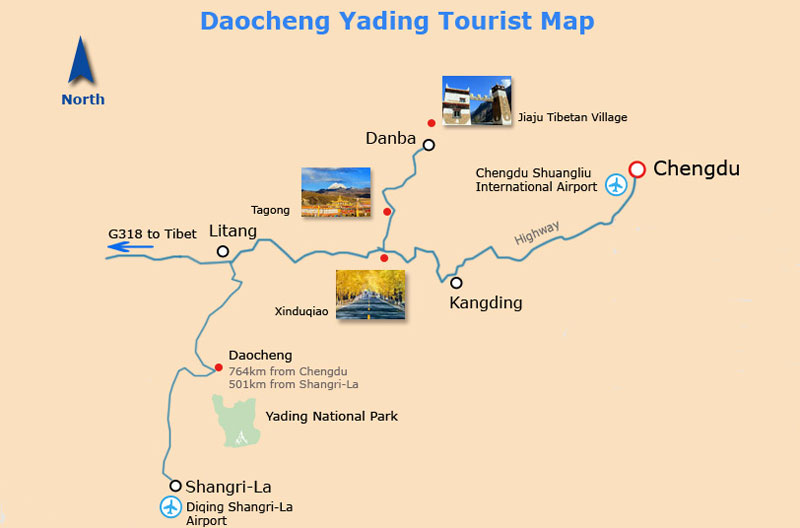 Daocheng Yading Tourist Map
North
Jiaju Tibetan Village
Danba
Chengdu Shuangliu
International Airport
Chengdu
Tagong
G318 to Tibet
Litang
Highway
Kangding
Xinduqiao
Daocheng
764km from Chengdu
501km from Shangri-La
Yading National Park
Shangri-La
Diqing Shangri-La
Airport